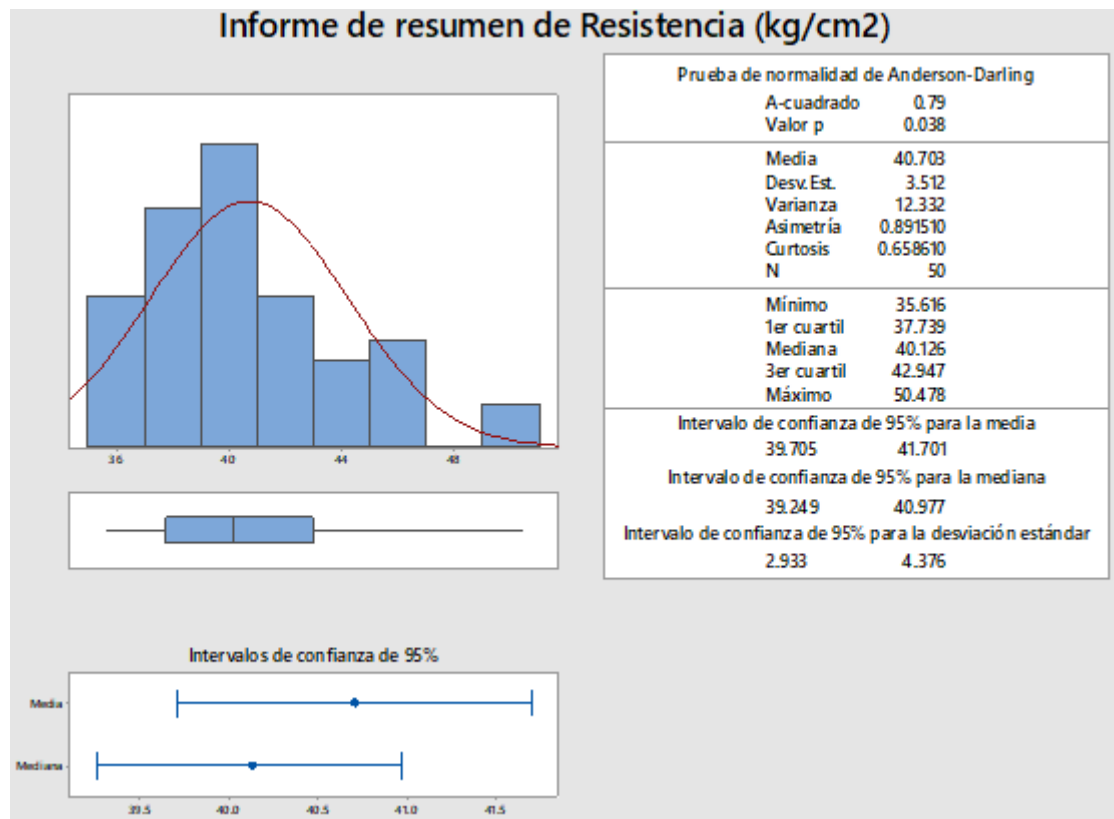 Informe de resumen de Resistencia (kg/cm2)
Prueba de normalidad de Anderson-Darling
A-cuadrado 0.79
Valor p 0.038
Media 40.703
Desv.Est. 3.512
Varianza 12.332
Asimetría 0.891510
Curtosis 0.658610
N 50
Mínimo 35.616
1er cuartil 37.739
Mediana 40.126
3er cuartil 42.947
Máximo 50.478
Intervalo de confianza de 95% para la media
39.705 41.701
Intervalo de confianza de 95% para la mediana
39.249 40.977
Intervalo de confianza de 95% para la desviación estándar
2.933 4.376
36 40 44 48
Intervalos de confianza de 95%
Media
Mediana
39.5 40.0 40.5 41.0 41.5